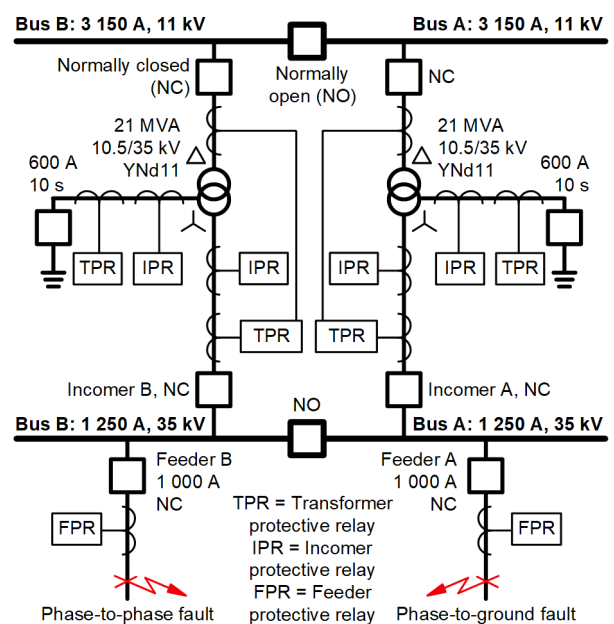 Bus B: 3 150 A, 11 kV
Bus A: 3 150 A, 11 kV
Normally closed
(NC)
Normally
open (NO)
NC
21 MVA
10.5/35 kV
YNd11
21 MVA
10.5/35 kV
YNd11
600 A
10 s
600 A
10 s
TPR
IPR
IPR
IPR
IPR
TPR
TPR
TPR
Incomer B, NC
Incomer A, NC
NO
Bus B: 1 250 A, 35 kV
Bus A: 1 250 A, 35 kV
Feeder B
1 000 A
NC
Feeder A
1 000 A
NC
FPR
FPR
TPR = Transformer
protective relay
IPR = Incomer
protective relay
FPR = Feeder
protective relay
Phase-to-phase fault
Phase-to-ground fault